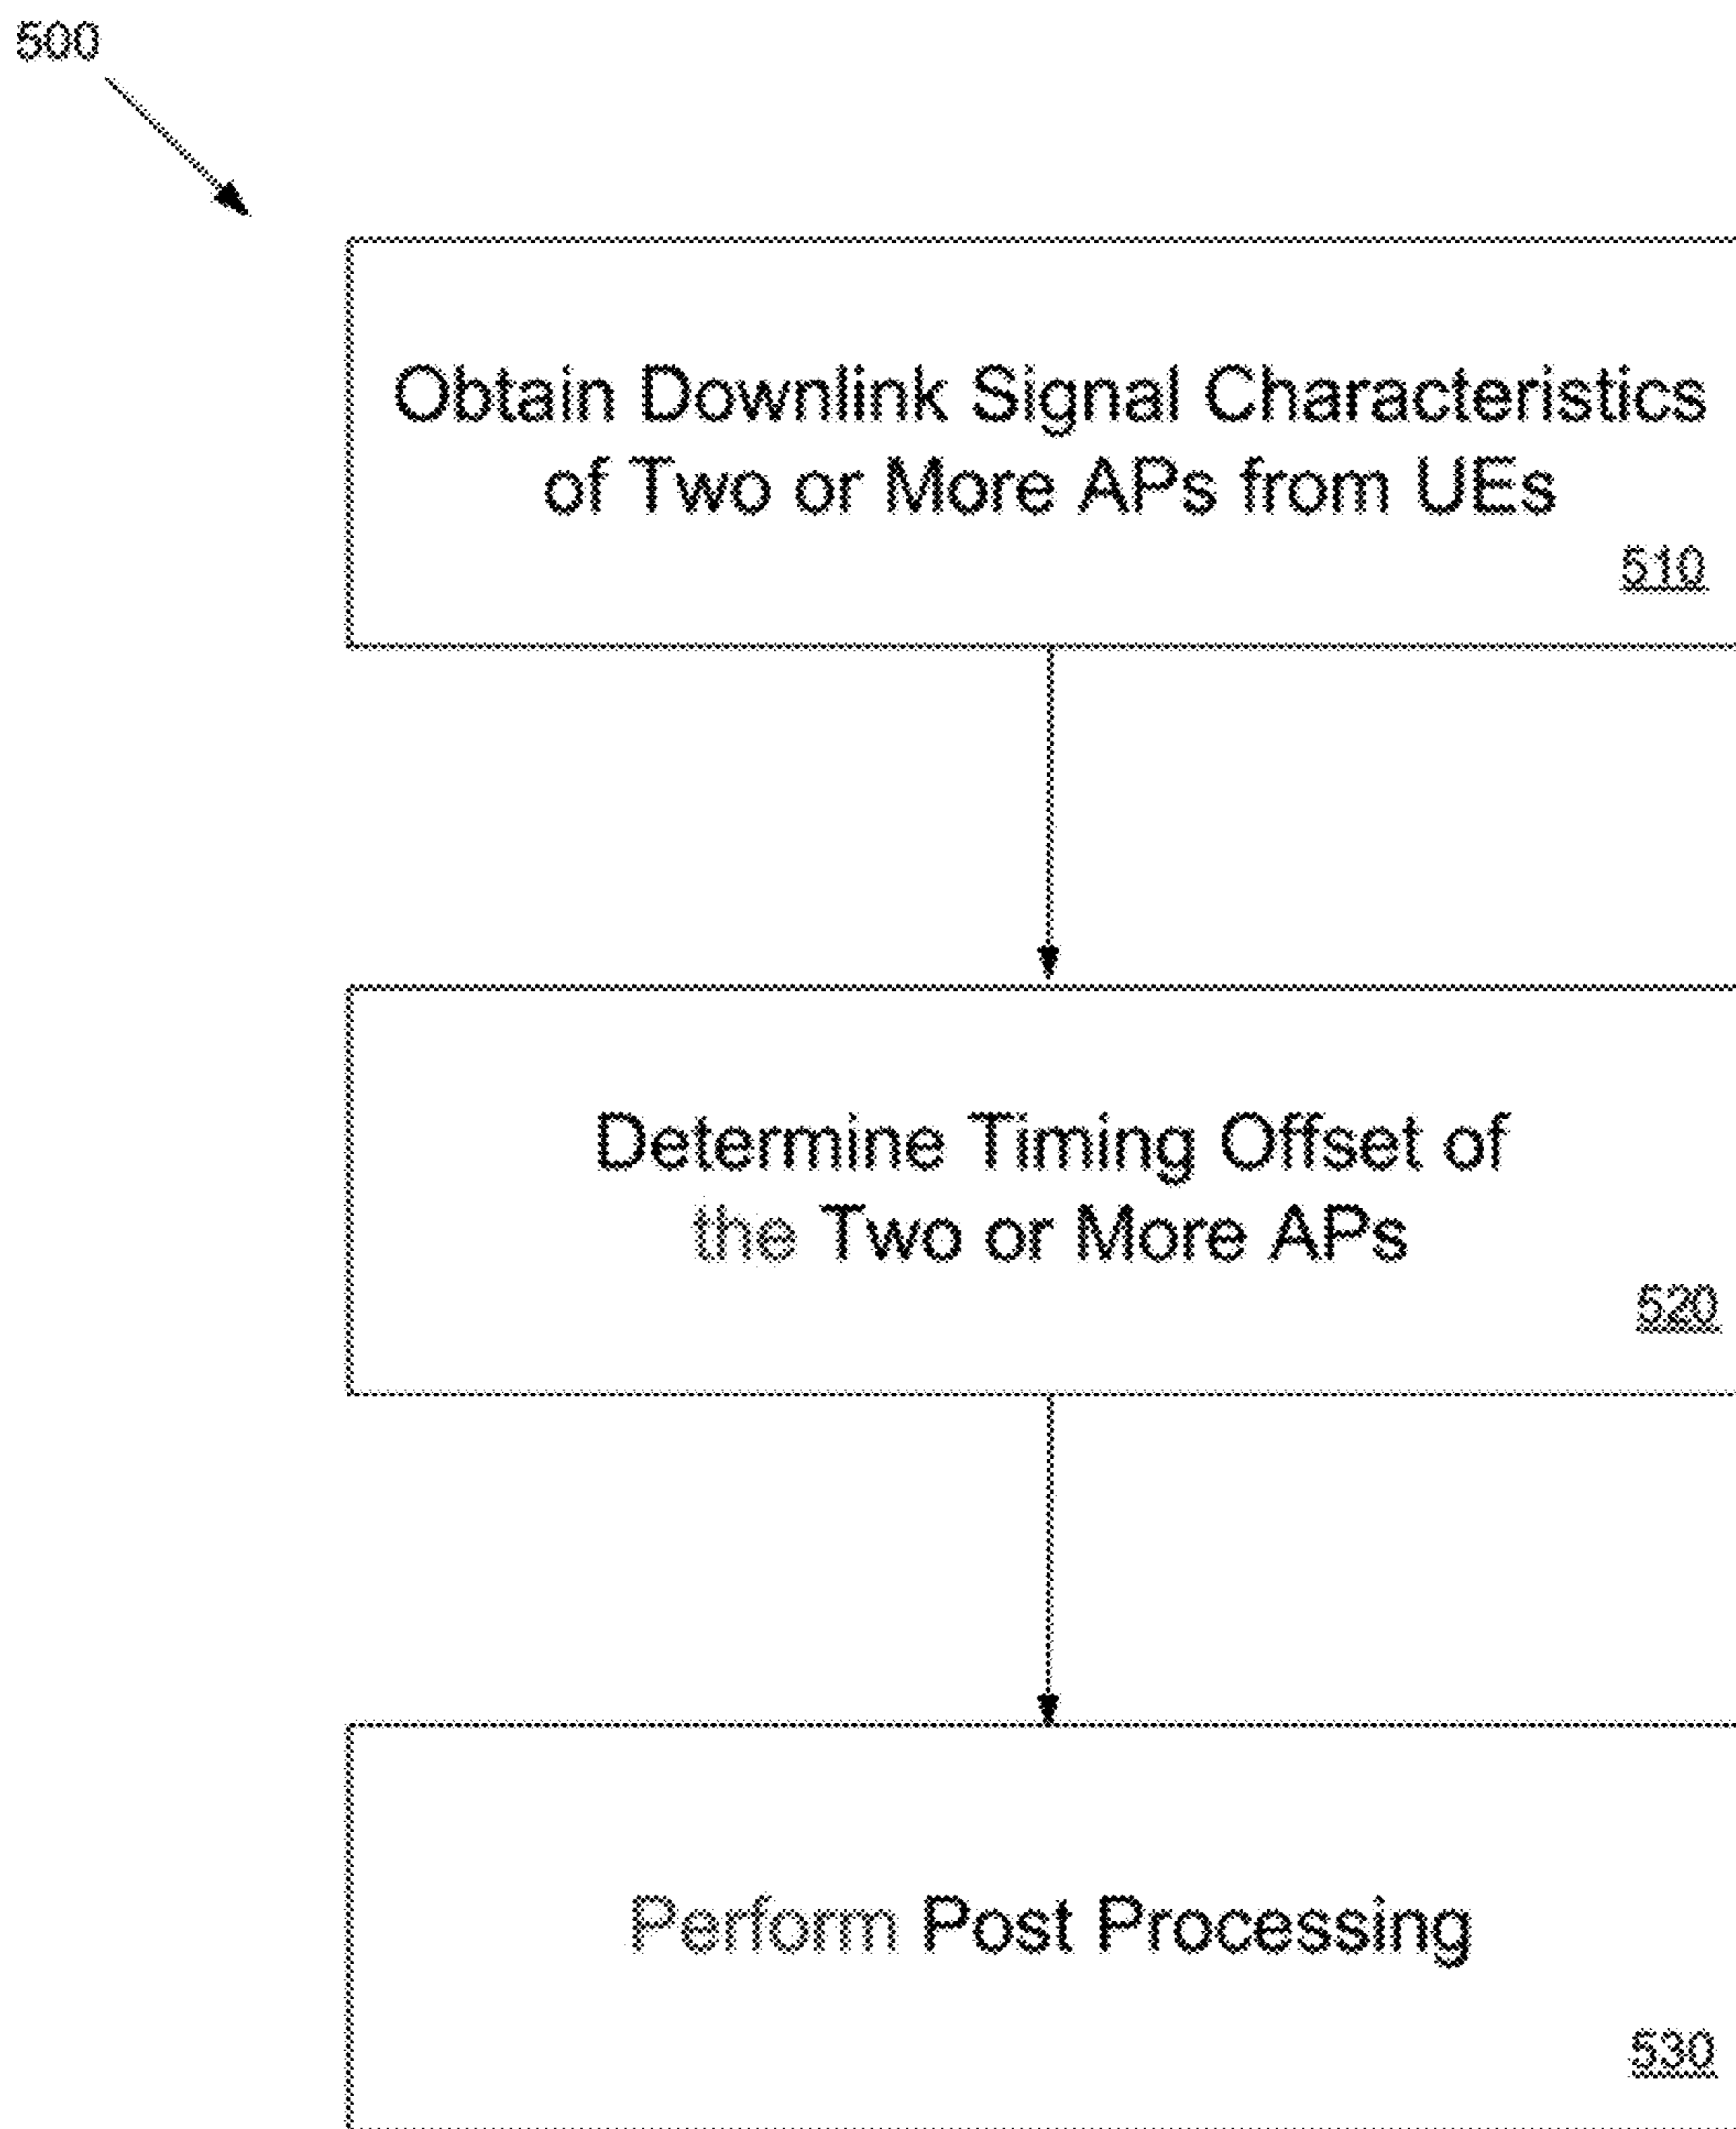 500
Obtain Downlink Signal Characteristics
of Two or More APs from UEs
510
Determine Timing Offset of
the Two or More APs
520
Perform Post Processing
530